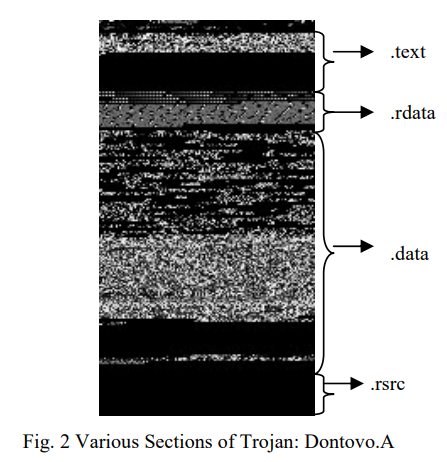 .text
.rdata
.data
.rsrc
Fig. 2 Various Sections of Trojan: Dontovo.A